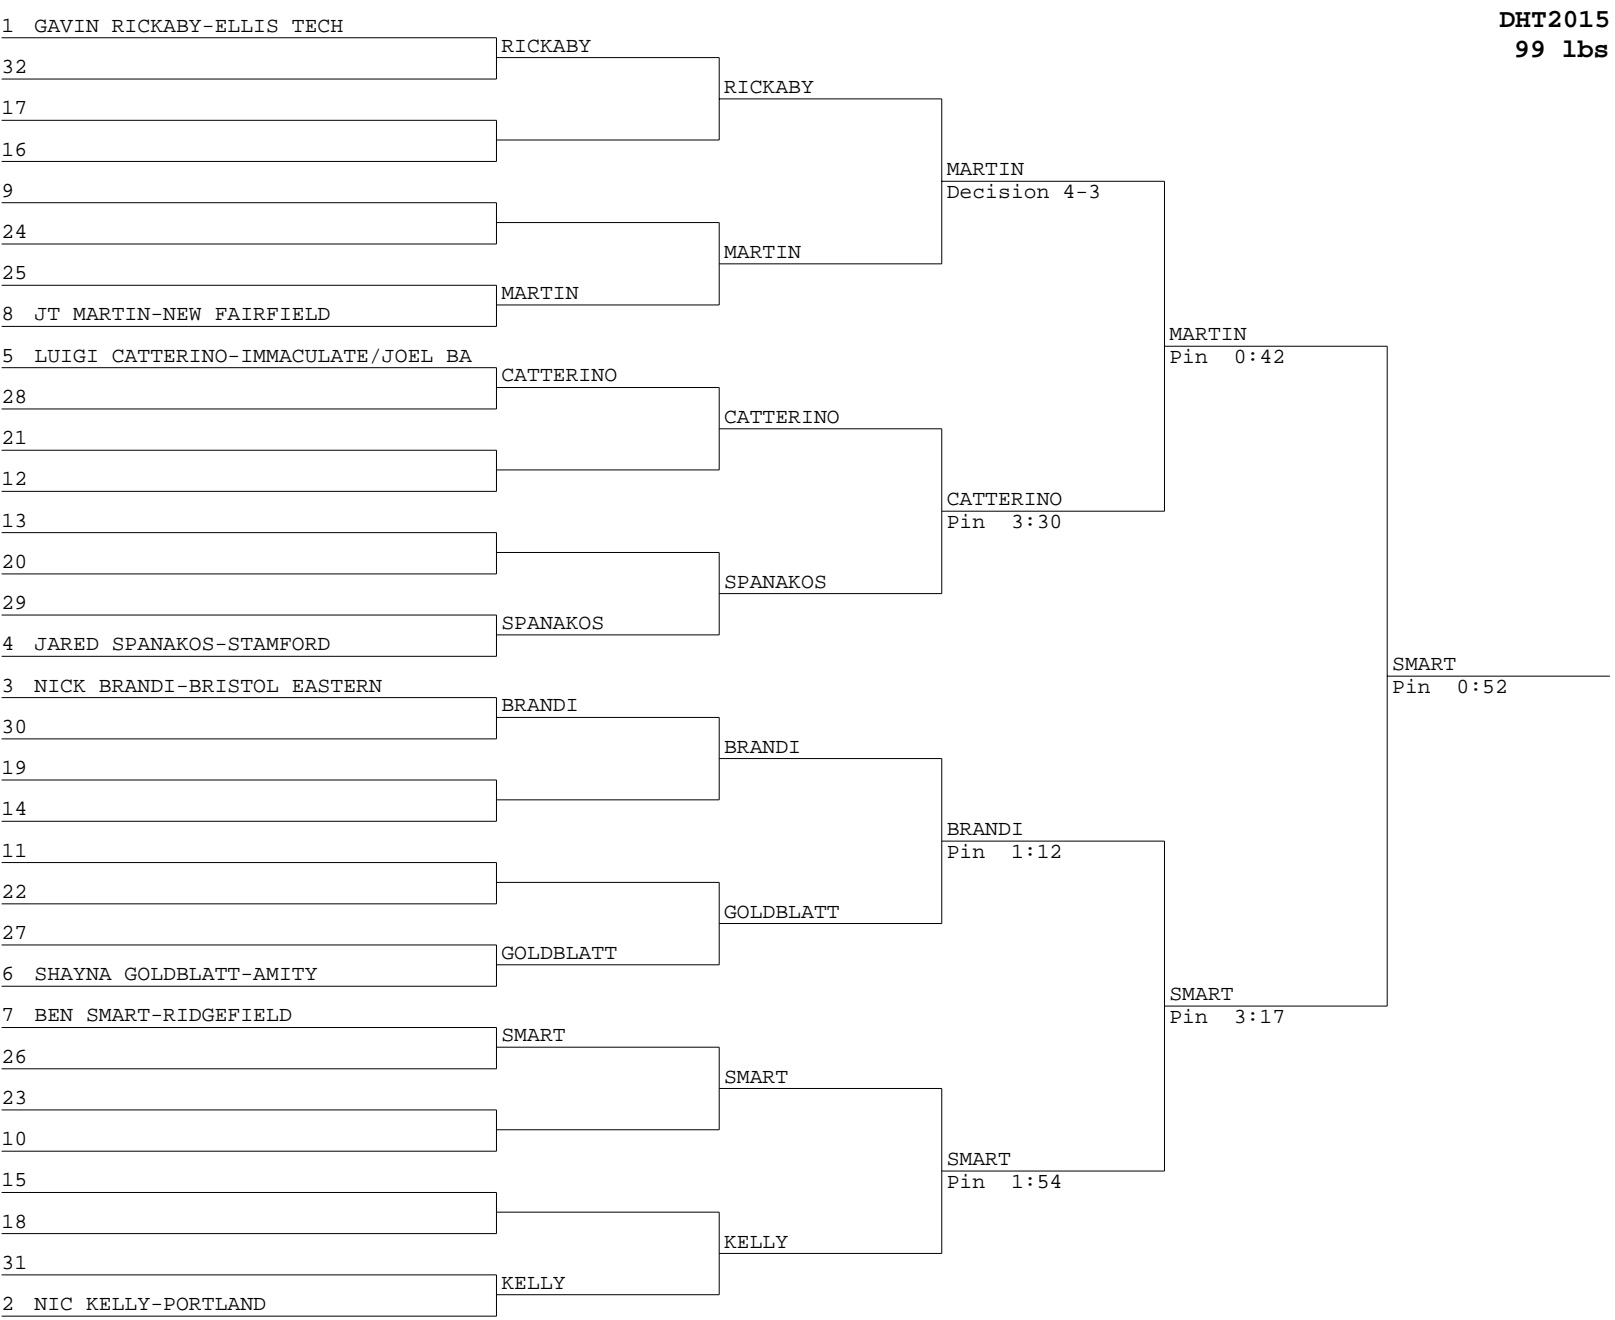 DHT2015
99 lbs
1 GAVIN RICKABY-ELLIS TECH
RICKABY
32
RICKABY
17
16
MARTIN
Decision 4-3
9
24
MARTIN
25
MARTIN
8 JT MARTIN-NEW FAIRFIELD
MARTIN
Pin 0:42
5 LUIGI CATTERINO-IMMACULATE/JOEL BA
CATTERINO
28
CATTERINO
21
12
CATTERINO
Pin 3:30
13
20
SPANAKOS
29
SPANAKOS
4 JARED SPANAKOS-STAMFORD
SMART
Pin 0:52
3 NICK BRANDI-BRISTOL EASTERN
BRANDI
30
BRANDI
19
14
BRANDI
Pin 1:12
11
22
GOLDBLATT
27
GOLDBLATT
6 SHAYNA GOLDBLATT-AMITY
SMART
Pin 3:17
7 BEN SMART-RIDGEFIELD
SMART
26
SMART
23
10
SMART
Pin 1:54
15
18
KELLY
31
KELLY
2 NIC KELLY-PORTLAND